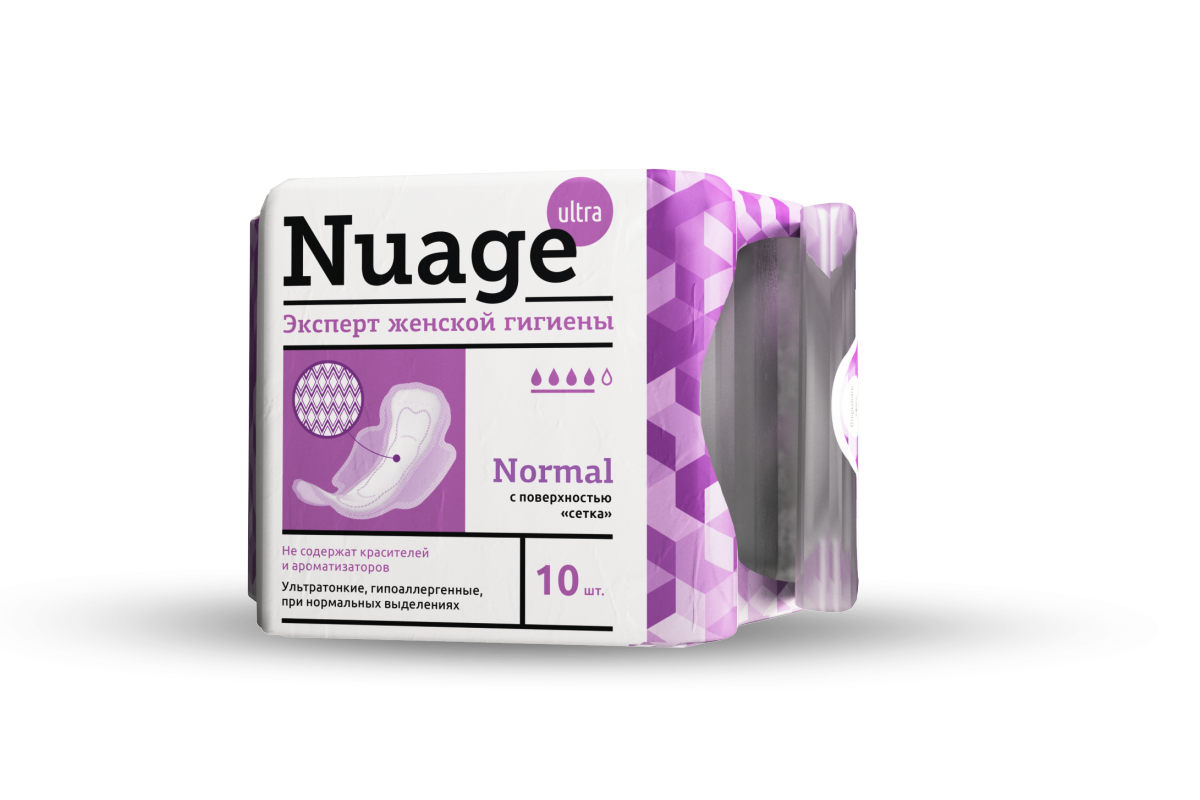 ultra
Nuage
Эксперт женской гигиены
Normal
с поверхностью
«сетка»
Не содержат красителей
и ароматизаторов
Ультратонкие, гипоаллергенные,
при нормальных выделениях
10 шт.